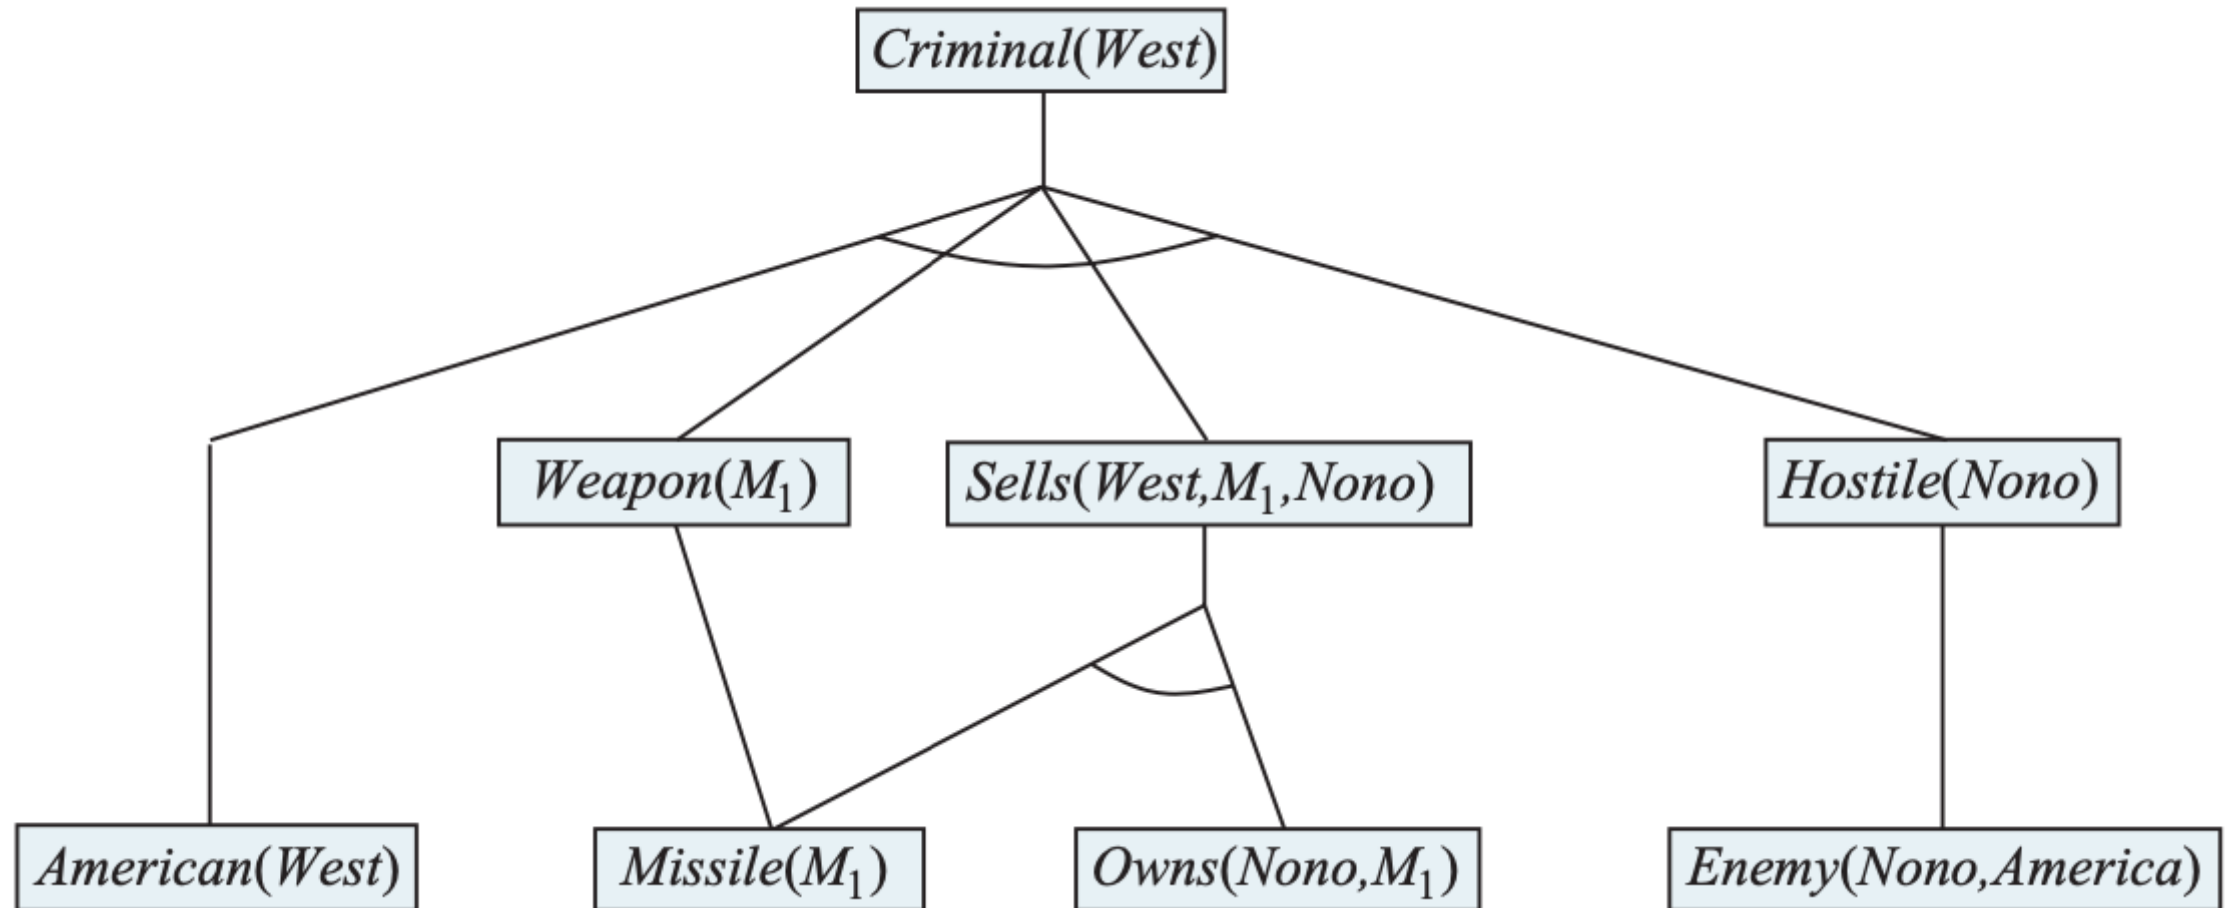 Criminal(West)
Weapon(M₁)
Sells(West,M₁,Nono)
Hostile(Nono)
American(West)
Missile(M₁)
Owns(Nono,M₁)
Enemy(Nono,America)